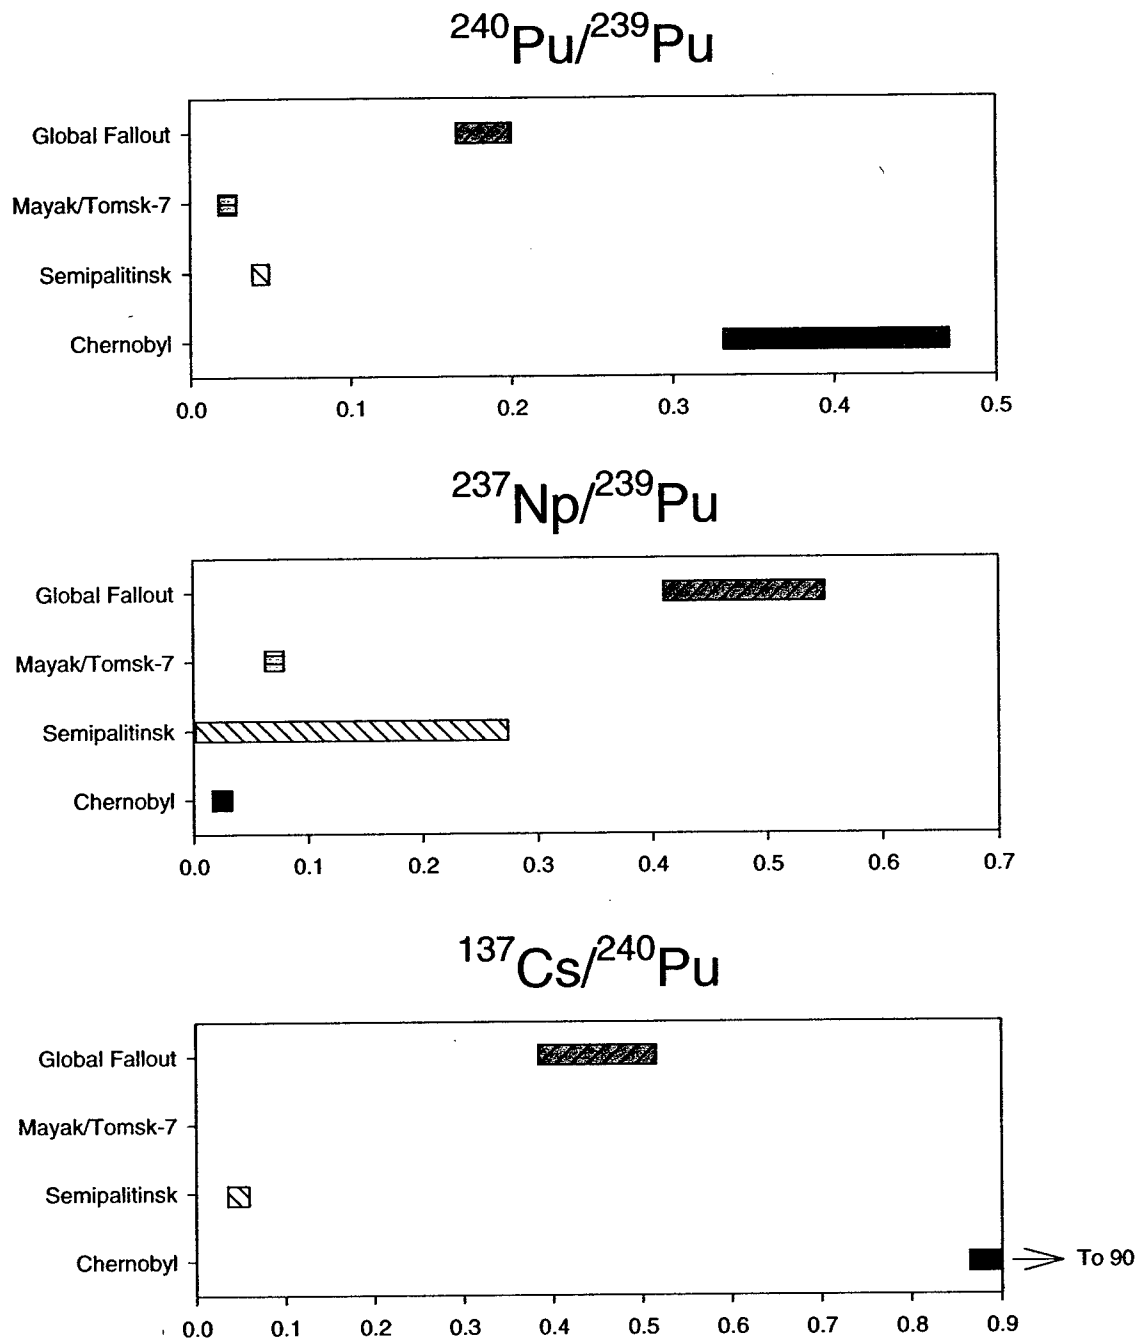 ²⁴⁰Pu/²³⁹Pu
Global Fallout
Mayak/Tomsk-7
Semipalitinsk
Chernobyl
0.0 0.1 0.2 0.3 0.4 0.5
²³⁷Np/²³⁹Pu
Global Fallout
Mayak/Tomsk-7
Semipalitinsk
Chernobyl
0.0 0.1 0.2 0.3 0.4 0.5 0.6 0.7
¹³⁷Cs/²⁴⁰Pu
Global Fallout
Mayak/Tomsk-7
Semipalitinsk
Chernobyl To 90
0.0 0.1 0.2 0.3 0.4 0.5 0.6 0.7 0.8 0.9